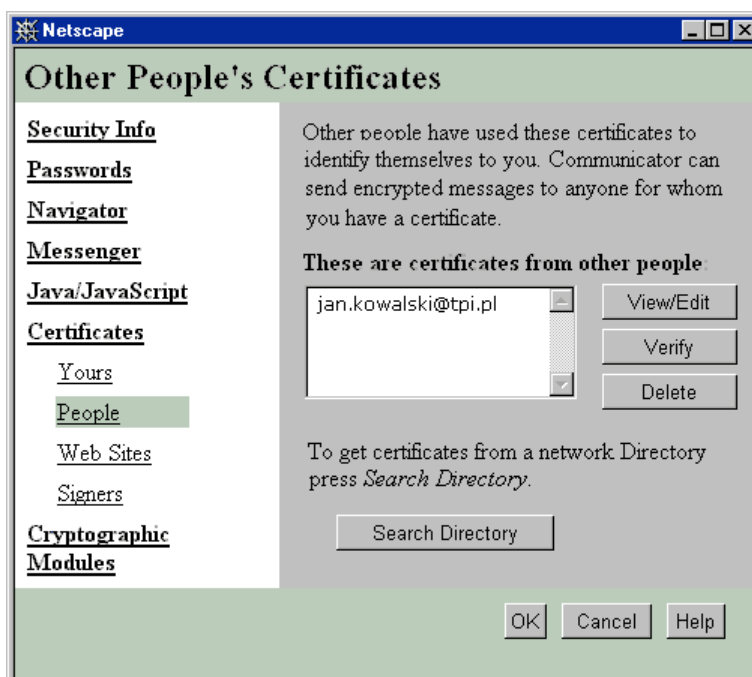 Netscape
Other People's Certificates
Security Info
Passwords
Navigator
Messenger
Java/JavaScript
Certificates
Yours
People
Web Sites
Signers
Cryptographic
Modules
Other people have used these certificates to
identify themselves to you. Communicator can
send encrypted messages to anyone for whom
you have a certificate.
These are certificates from other people:
jan.kowalski@tpi.pl
View/Edit
Verify
Delete
To get certificates from a network Directory
press Search Directory.
Search Directory
OK
Cancel
Help